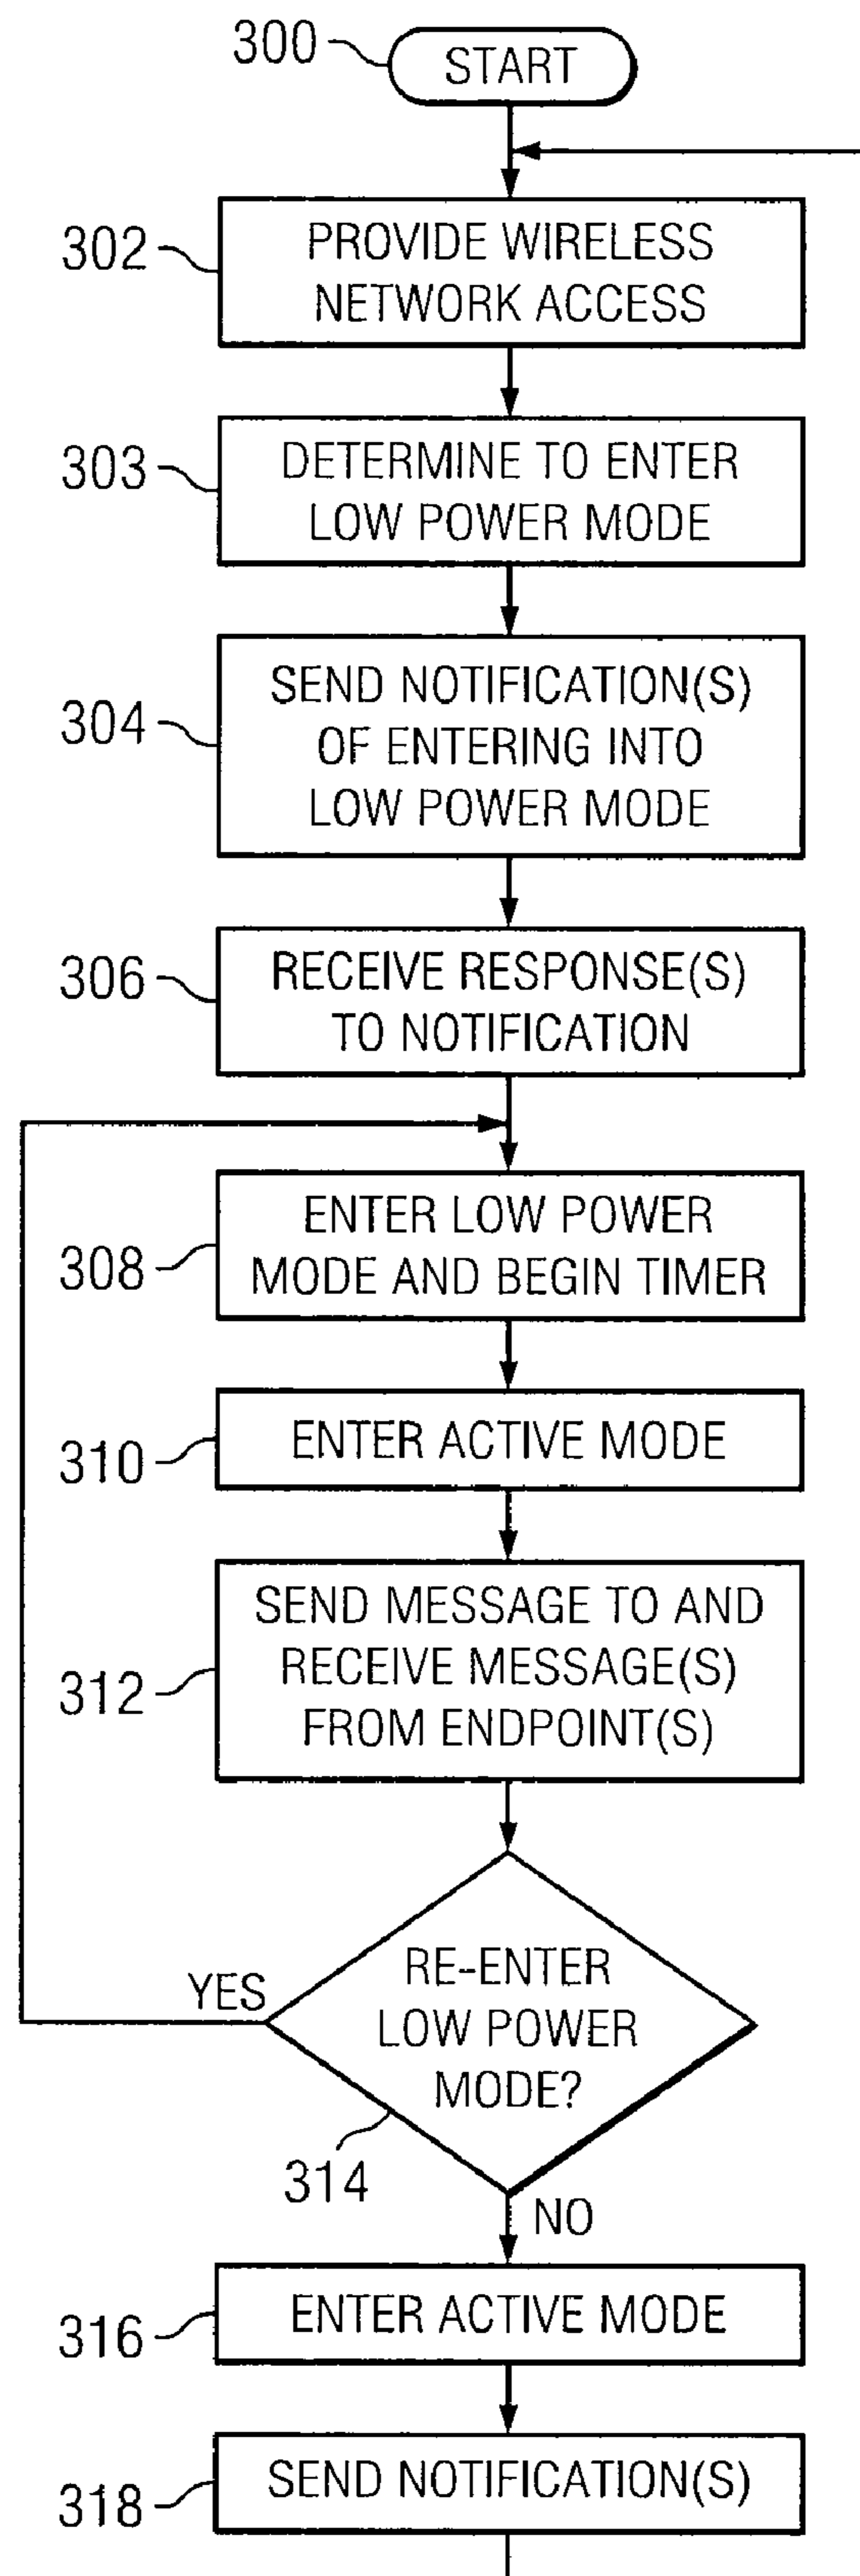 300
START
302
PROVIDE WIRELESS
NETWORK ACCESS
303
DETERMINE TO ENTER
LOW POWER MODE
304
SEND NOTIFICATION(S)
OF ENTERING INTO
LOW POWER MODE
306
RECEIVE RESPONSE(S)
TO NOTIFICATION
308
ENTER LOW POWER
MODE AND BEGIN TIMER
310
ENTER ACTIVE MODE
312
SEND MESSAGE TO AND
RECEIVE MESSAGE(S)
FROM ENDPOINT(S)
YES
RE-ENTER
LOW POWER
MODE?
314
NO
316
ENTER ACTIVE MODE
318
SEND NOTIFICATION(S)